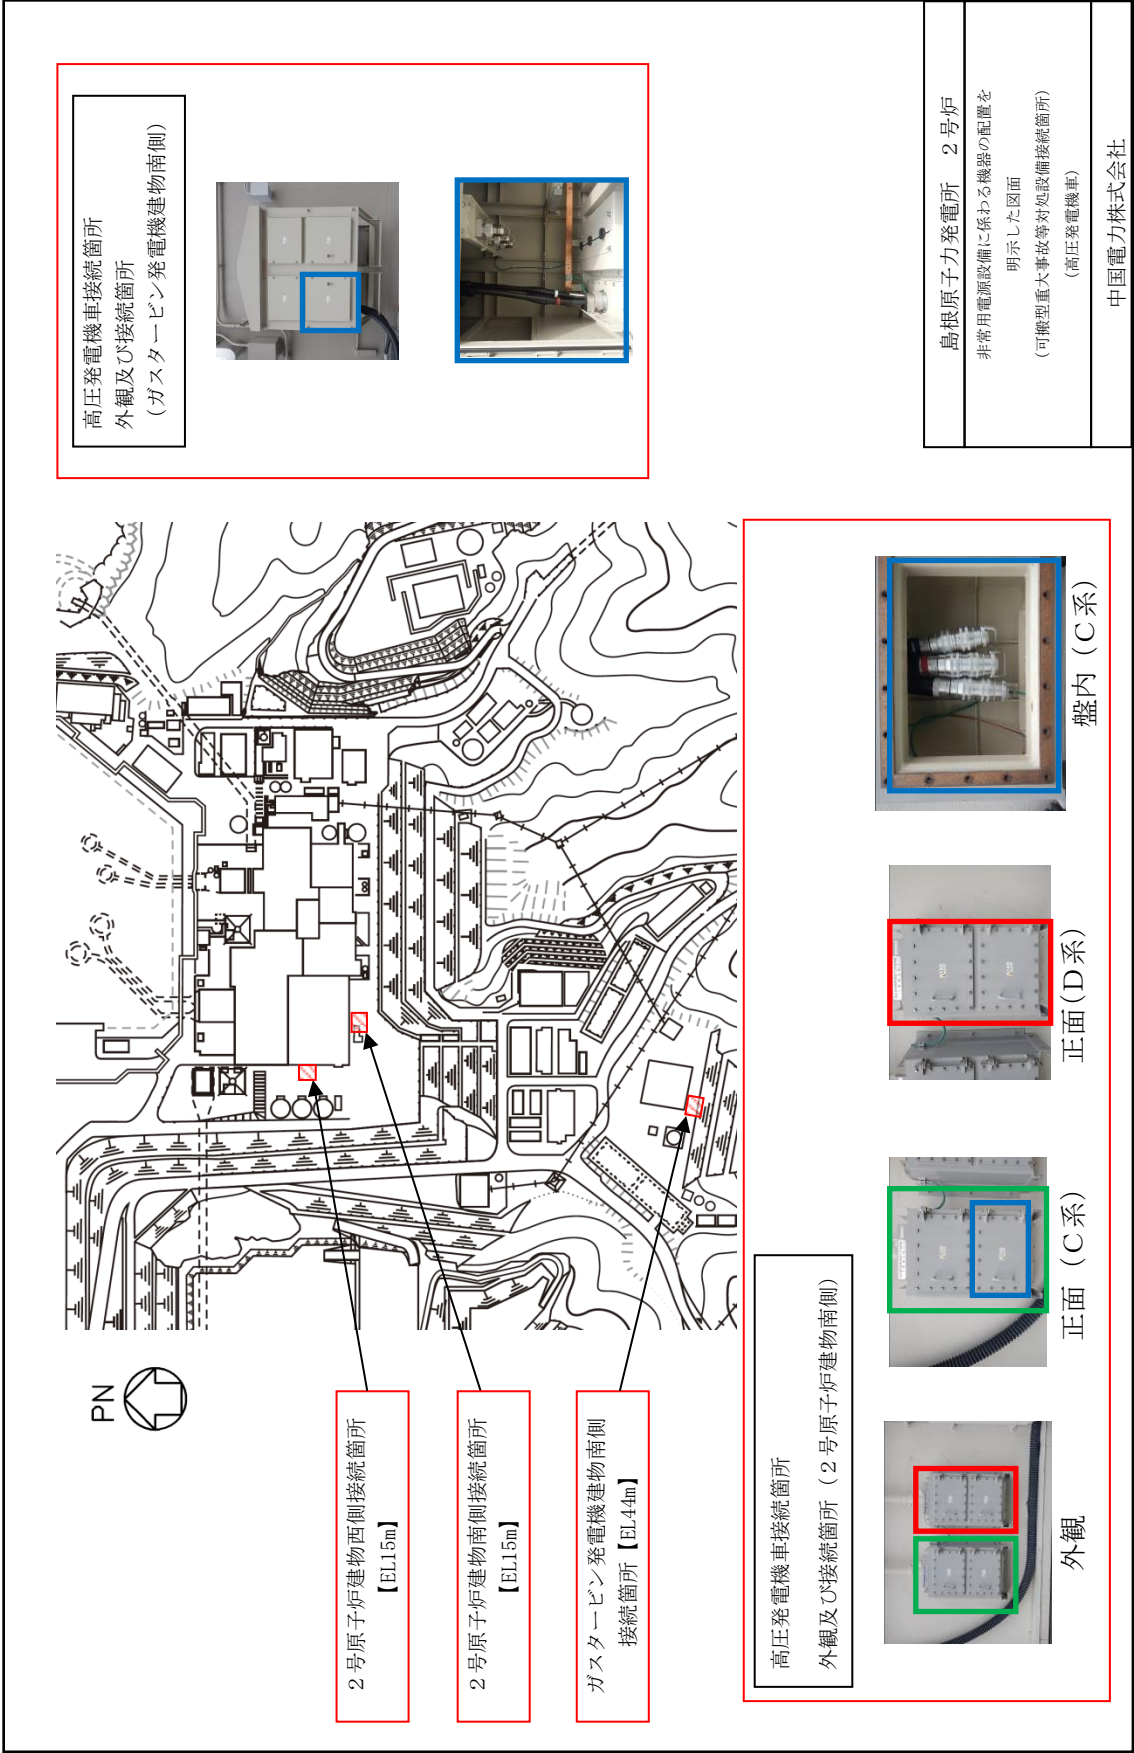 PN
2号原子炉建物西側接続箇所
【EL15m】
2号原子炉建物南側接続箇所
【EL15m】
ガスタービン発電機建物南側
接続箇所【EL44m】
高圧発電機車接続箇所
外観及び接続箇所
(ガスタービン発電機建物南側)
高圧発電機車接続箇所
外観及び接続箇所(2号原子炉建物南側)
外観
正面(C系)
正面(D系)
盤内(C系)
島根原子力発電所 2号炉
非常用電源設備に係わる機器の配置を
明示した図面
(可搬型重大事故等対処設備接続箇所)
(高圧発電機車)
中国電力株式会社